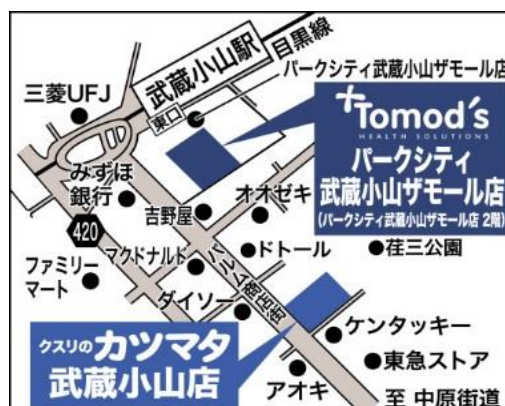 武蔵小山駅
目黒線
東口
パークシティ武蔵小山ザモール店
三菱UFJ
Tomod's
HEALTH SOLUTIONS
パークシティ
武蔵小山ザモール店
(パークシティ武蔵小山ザモール店 2階)
みずほ
銀行
420
吉野屋
オオゼキ
ファミリー
マート
マクドナルド
パルム商店街
ドトール
荏三公園
ダイソー
クスリのカツマタ
武蔵小山店
ケンタッキー
東急ストア
アオキ
至 中原街道